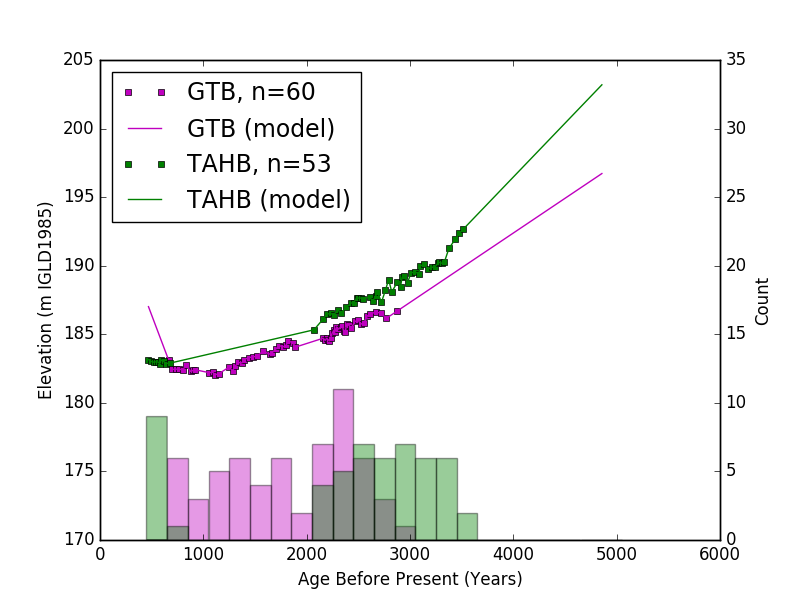 GTB, n=60
GTB (model)
TAHB, n=53
TAHB (model)
205
200
195
190
185
180
175
170
Elevation (m IGLD1985)
35
30
25
20
15
10
5
0
Count
0 1000 2000 3000 4000 5000 6000
Age Before Present (Years)